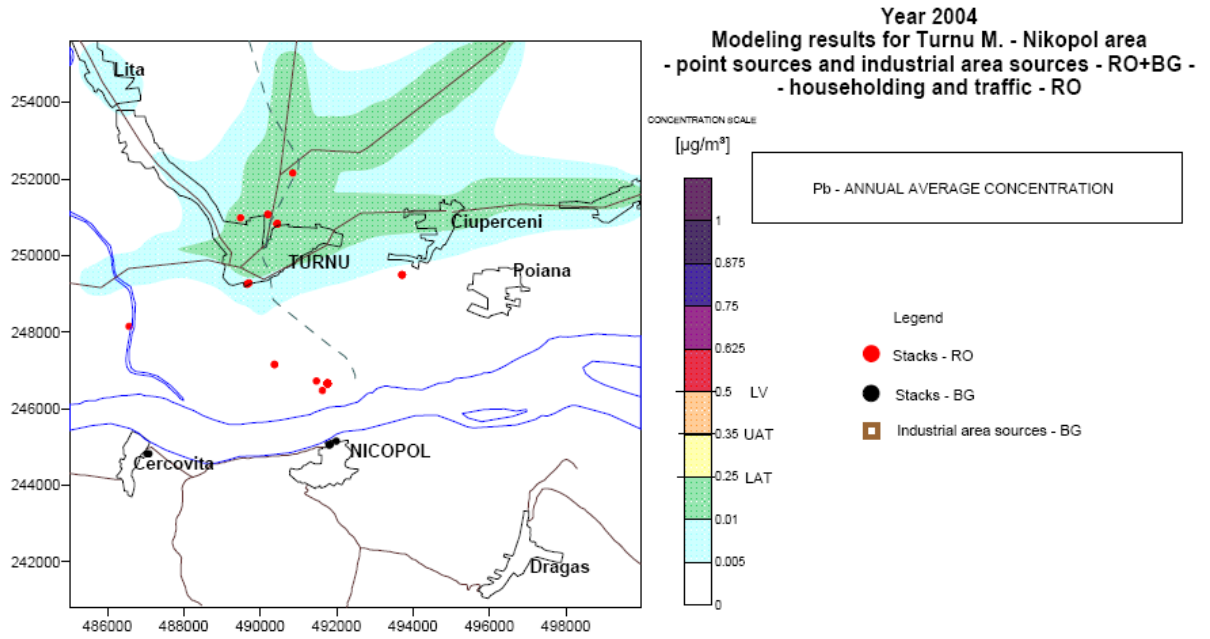 Year 2004
Modeling results for Turnu M. - Nikopol area
- point sources and industrial area sources - RO+BG -
- householding and traffic - RO
CONCENTRATION SCALE
[µg/m³]
Pb - ANNUAL AVERAGE CONCENTRATION
1
0.875
0.75
0.625
0.5 LV
0.35 UAT
0.25 LAT
0.01
0.005
0
Legend
Stacks - RO
Stacks - BG
Industrial area sources - BG
Lita
Ciuperceni
TURNU
Poiana
NICOPOL
Cercovita
Dragas
254000
252000
250000
248000
246000
244000
242000
486000 488000 490000 492000 494000 496000 498000